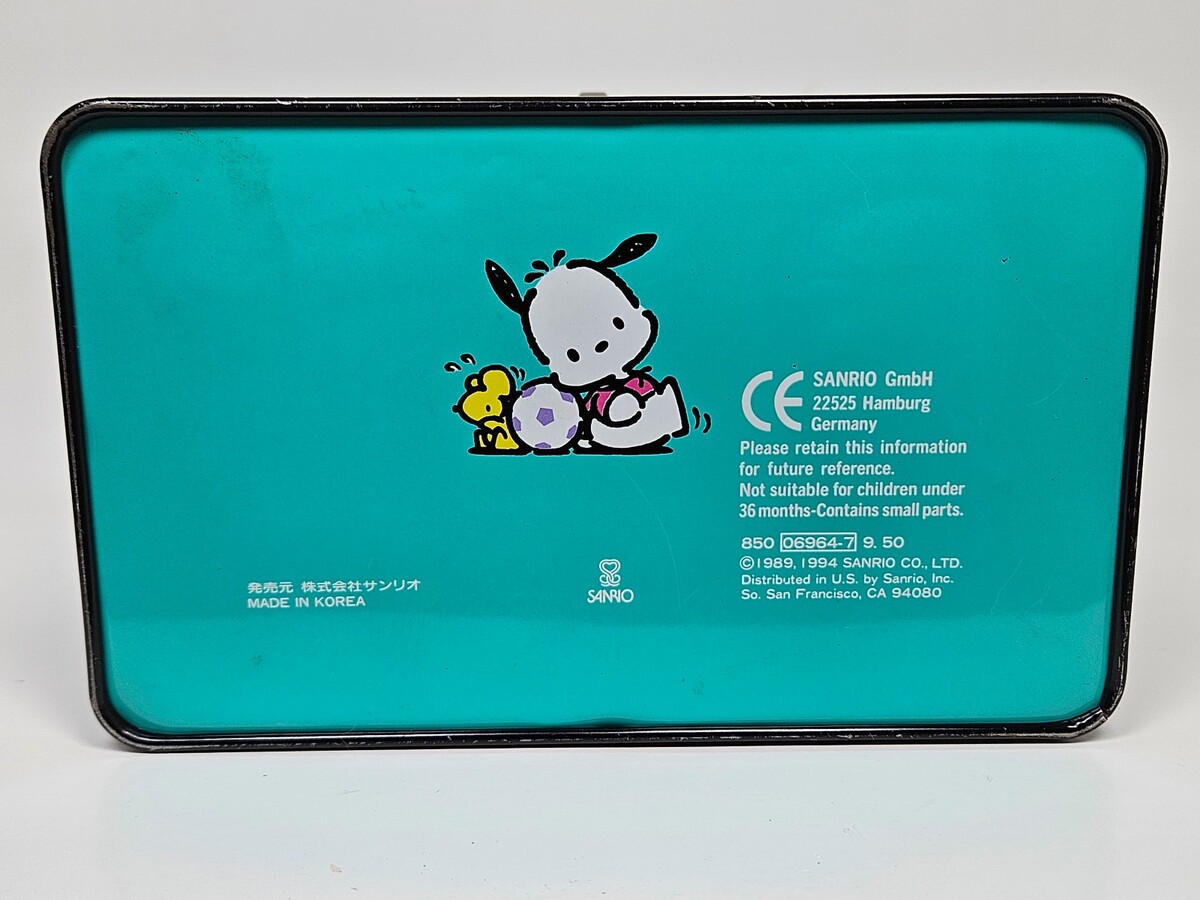 CE SANRIO GmbH
22525 Hamburg
Germany
Please retain this information
for future reference.
Not suitable for children under
36 months-Contains small parts.
850 06964-7 9. 50
©1989, 1994 SANRIO CO., LTD.
Distributed in U.S. by Sanrio, Inc.
So. San Francisco, CA 94080
発売元 株式会社サンリオ
MADE IN KOREA
SANRIO